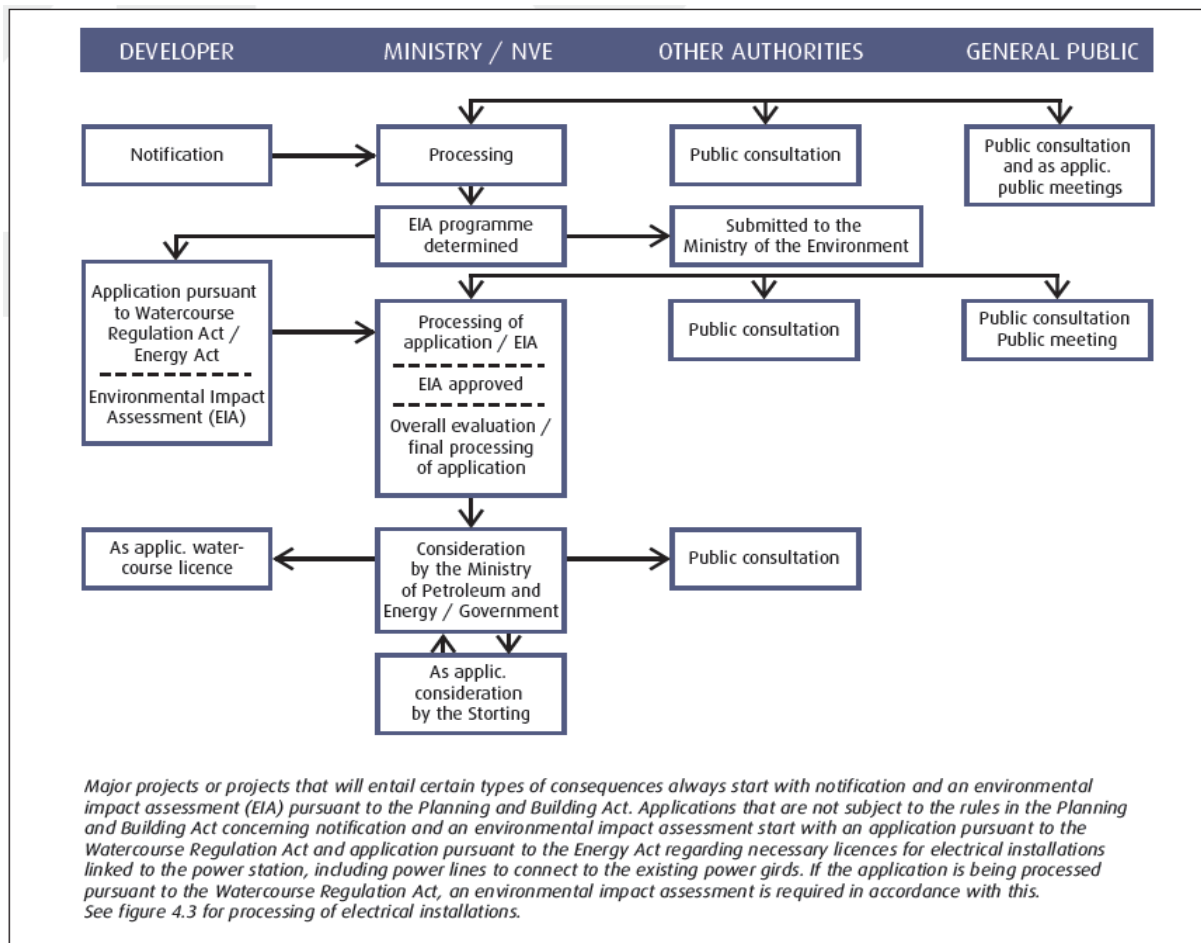 DEVELOPER
MINISTRY / NVE
OTHER AUTHORITIES
GENERAL PUBLIC
Notification
Processing
Public consultation
Public consultation
and as applic.
public meetings
EIA programme
determined
Submitted to the
Ministry of the Environment
Application pursuant
to Watercourse
Regulation Act /
Energy Act
Environmental Impact
Assessment (EIA)
Processing of
application / EIA
EIA approved
Overall evaluation /
final processing
of application
Public consultation
Public consultation
Public meeting
As applic. water-
course licence
Consideration
by the Ministry
of Petroleum and
Energy / Government
Public consultation
As applic.
consideration
by the Storting
Major projects or projects that will entail certain types of consequences always start with notification and an environmental
impact assessment (EIA) pursuant to the Planning and Building Act. Applications that are not subject to the rules in the Planning
and Building Act concerning notification and an environmental impact assessment start with an application pursuant to the
Watercourse Regulation Act and application pursuant to the Energy Act regarding necessary licences for electrical installations
linked to the power station, including power lines to connect to the existing power girds. If the application is being processed
pursuant to the Watercourse Regulation Act, an environmental impact assessment is required in accordance with this.
See figure 4.3 for processing of electrical installations.